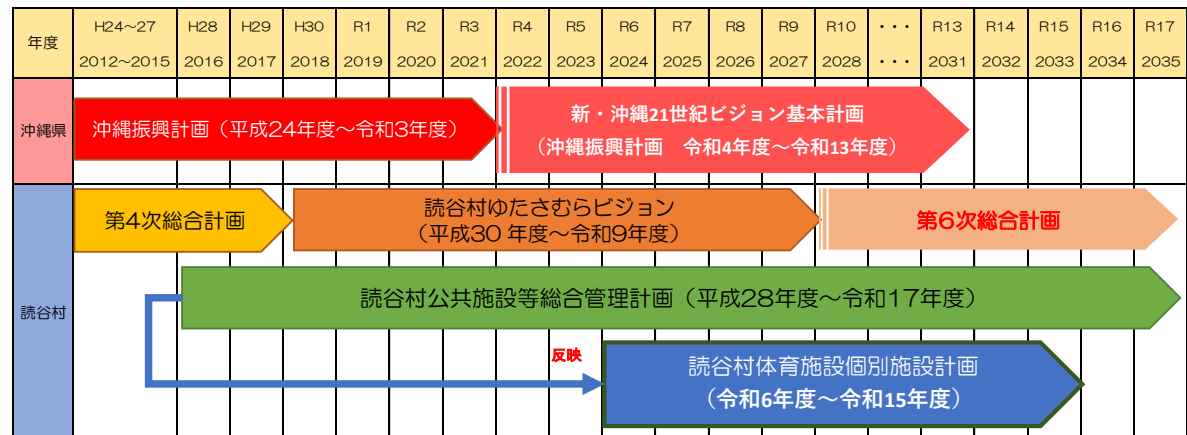 年度
H24～27 H28 H29 H30 R1 R2 R3 R4 R5 R6 R7 R8 R9 R10 ・・・ R13 R14 R15 R16 R17
2012～2015 2016 2017 2018 2019 2020 2021 2022 2023 2024 2025 2026 2027 2028 ・・・ 2031 2032 2033 2034 2035
沖縄県
沖縄振興計画（平成24年度～令和3年度）
新・沖縄21世紀ビジョン基本計画
（沖縄振興計画　令和4年度～令和13年度）
読谷村
第4次総合計画
読谷村ゆたさむらビジョン
（平成30 年度～令和9年度）
第6次総合計画
読谷村公共施設等総合管理計画（平成28年度～令和17年度）
反映
読谷村体育施設個別施設計画
（令和6年度～令和15年度）